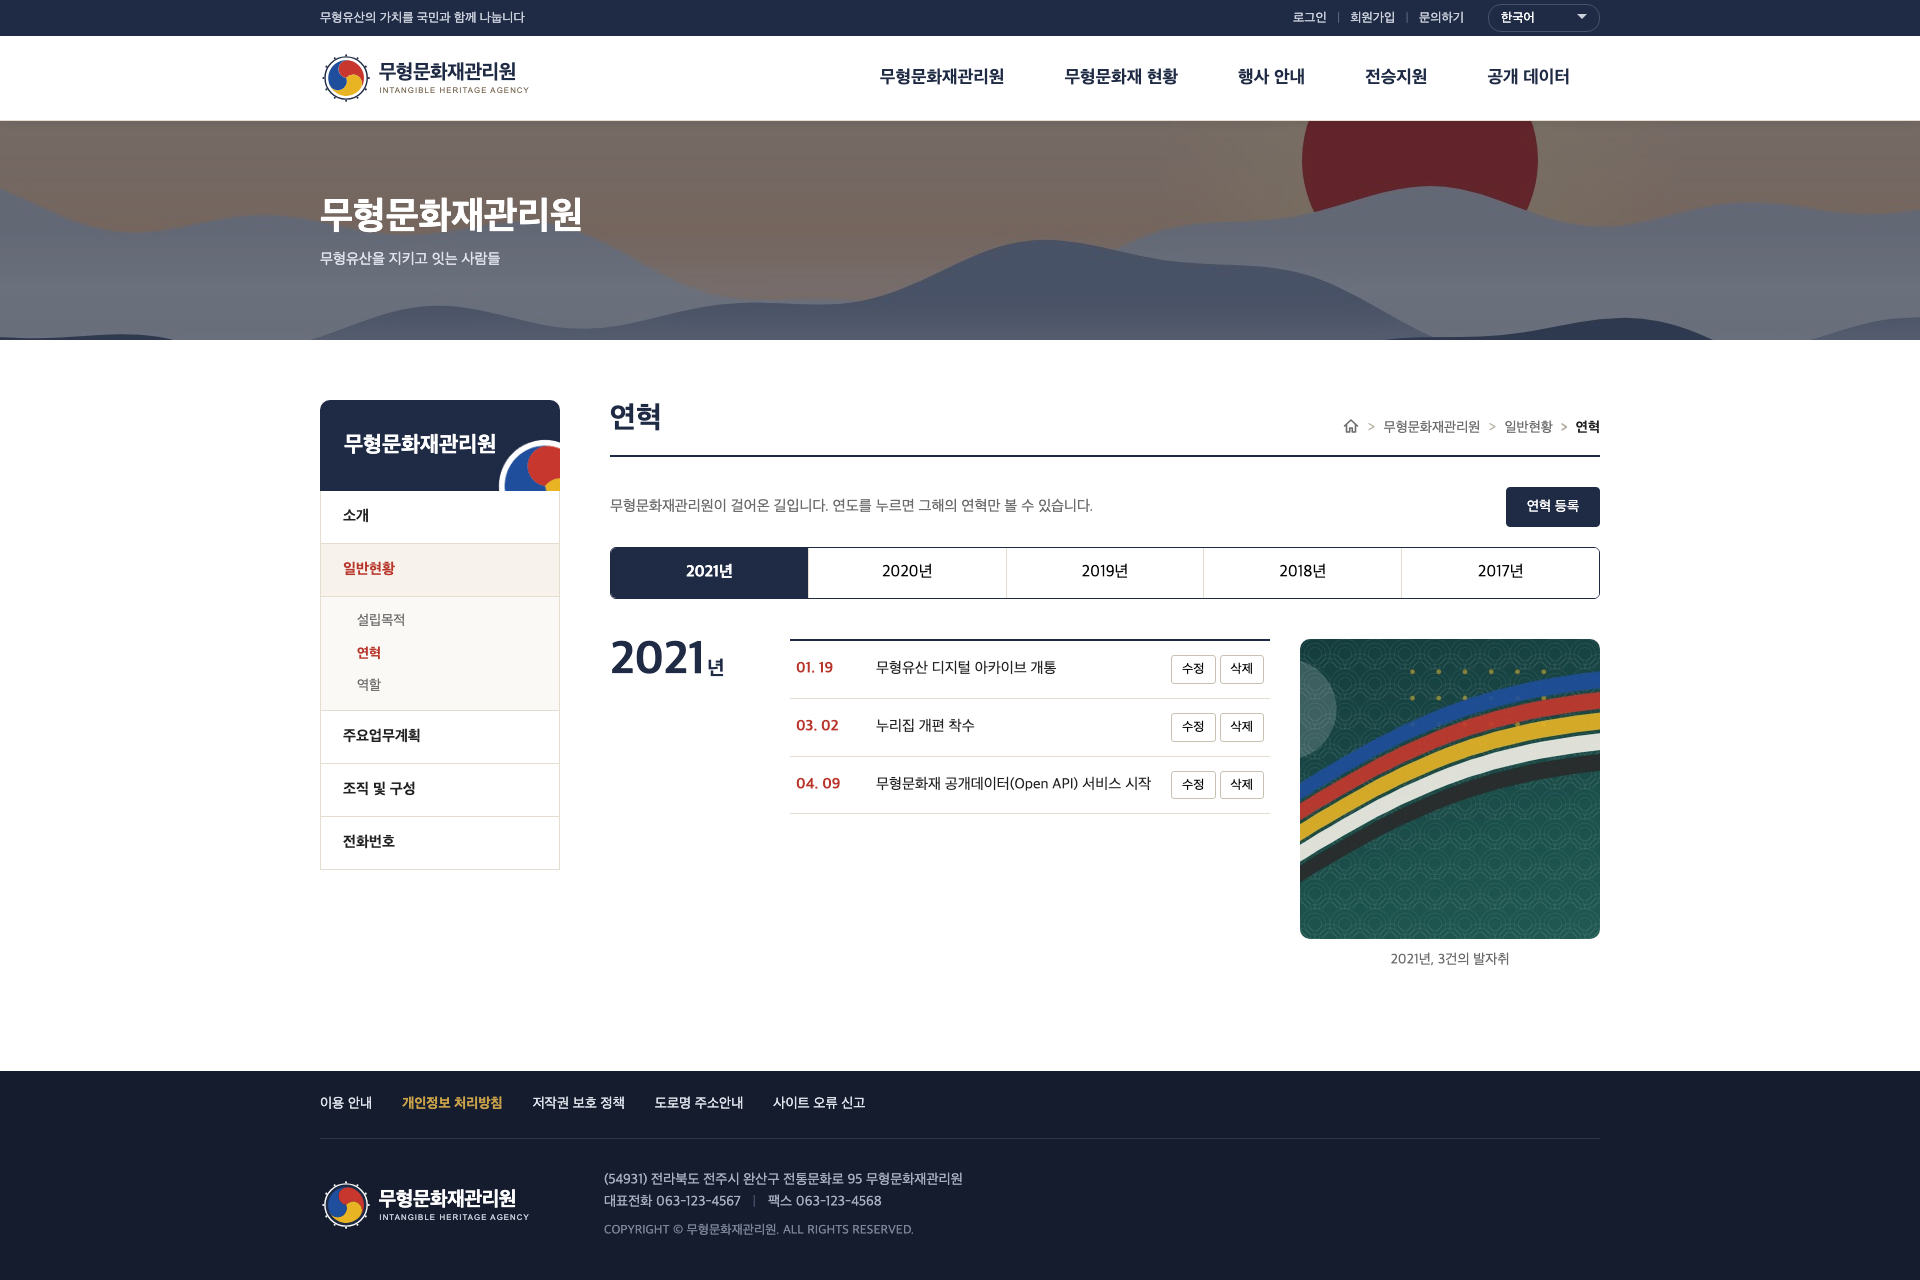 무형유산의 가치를 국민과 함께 나눕니다
로그인 | 회원가입 | 문의하기
한국어
무형문화재관리원
INTANGIBLE HERITAGE AGENCY
무형문화재관리원
무형문화재 현황
행사 안내
전승지원
공개 데이터
무형문화재관리원
무형유산을 지키고 잇는 사람들
무형문화재관리원
소개
일반현황
설립목적
연혁
역할
주요업무계획
조직 및 구성
전화번호
연혁
> 무형문화재관리원 > 일반현황 > 연혁
무형문화재관리원이 걸어온 길입니다. 연도를 누르면 그해의 연혁만 볼 수 있습니다.
연혁 등록
2021년
2020년
2019년
2018년
2017년
2021년
01. 19 무형유산 디지털 아카이브 개통 수정 삭제
03. 02 누리집 개편 착수 수정 삭제
04. 09 무형문화재 공개데이터(Open API) 서비스 시작 수정 삭제
2021년, 3건의 발자취
이용 안내
개인정보 처리방침
저작권 보호 정책
도로명 주소안내
사이트 오류 신고
무형문화재관리원
INTANGIBLE HERITAGE AGENCY
(54931) 전라북도 전주시 완산구 전통문화로 95 무형문화재관리원
대표전화 063-123-4567 | 팩스 063-123-4568
COPYRIGHT © 무형문화재관리원. ALL RIGHTS RESERVED.